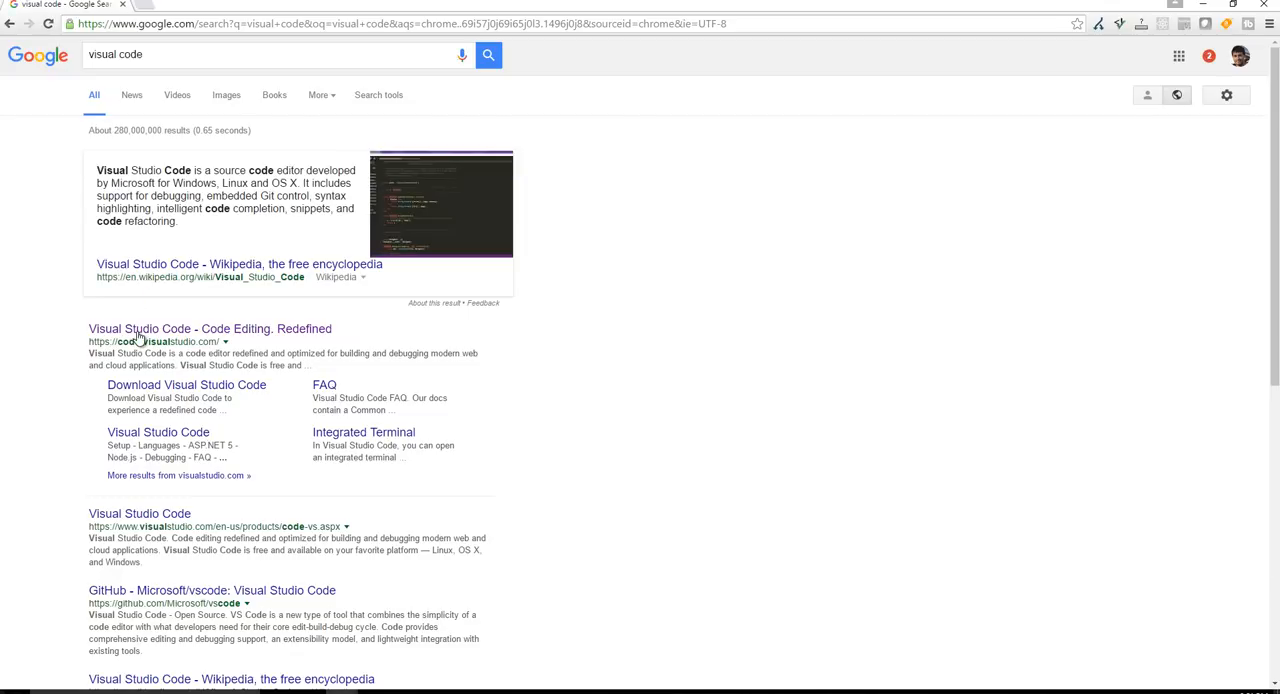 visual code - Google Sea
https://www.google.com/search?q=visual+code&oq=visual+code&aqs=chrome..69i57j0j69i65j0l3.1496j0j8&sourceid=chrome&ie=UTF-8
Google
visual code
2
All News Videos Images Books More Search tools
About 280,000,000 results (0.65 seconds)
Visual Studio Code is a source code editor developed
by Microsoft for Windows, Linux and OS X. It includes
support for debugging, embedded Git control, syntax
highlighting, intelligent code completion, snippets, and
code refactoring.
Visual Studio Code - Wikipedia, the free encyclopedia
https://en.wikipedia.org/wiki/Visual_Studio_Code Wikipedia
About this result • Feedback
Visual Studio Code - Code Editing. Redefined
https://code.visualstudio.com/
Visual Studio Code is a code editor redefined and optimized for building and debugging modern web
and cloud applications. Visual Studio Code is free and ...
Download Visual Studio Code
Download Visual Studio Code to
experience a redefined code ...
FAQ
Visual Studio Code FAQ. Our docs
contain a Common ...
Visual Studio Code
Setup - Languages - ASP.NET 5 -
Node.js - Debugging - FAQ - ...
Integrated Terminal
In Visual Studio Code, you can open
an integrated terminal ...
More results from visualstudio.com »
Visual Studio Code
https://www.visualstudio.com/en-us/products/code-vs.aspx
Visual Studio Code. Code editing redefined and optimized for building and debugging modern web and
cloud applications. Visual Studio Code is free and available on your favorite platform — Linux, OS X,
and Windows.
GitHub - Microsoft/vscode: Visual Studio Code
https://github.com/Microsoft/vscode
Visual Studio Code - Open Source. VS Code is a new type of tool that combines the simplicity of a
code editor with what developers need for their core edit-build-debug cycle. Code provides
comprehensive editing and debugging support, an extensibility model, and lightweight integration with
existing tools.
Visual Studio Code - Wikipedia, the free encyclopedia